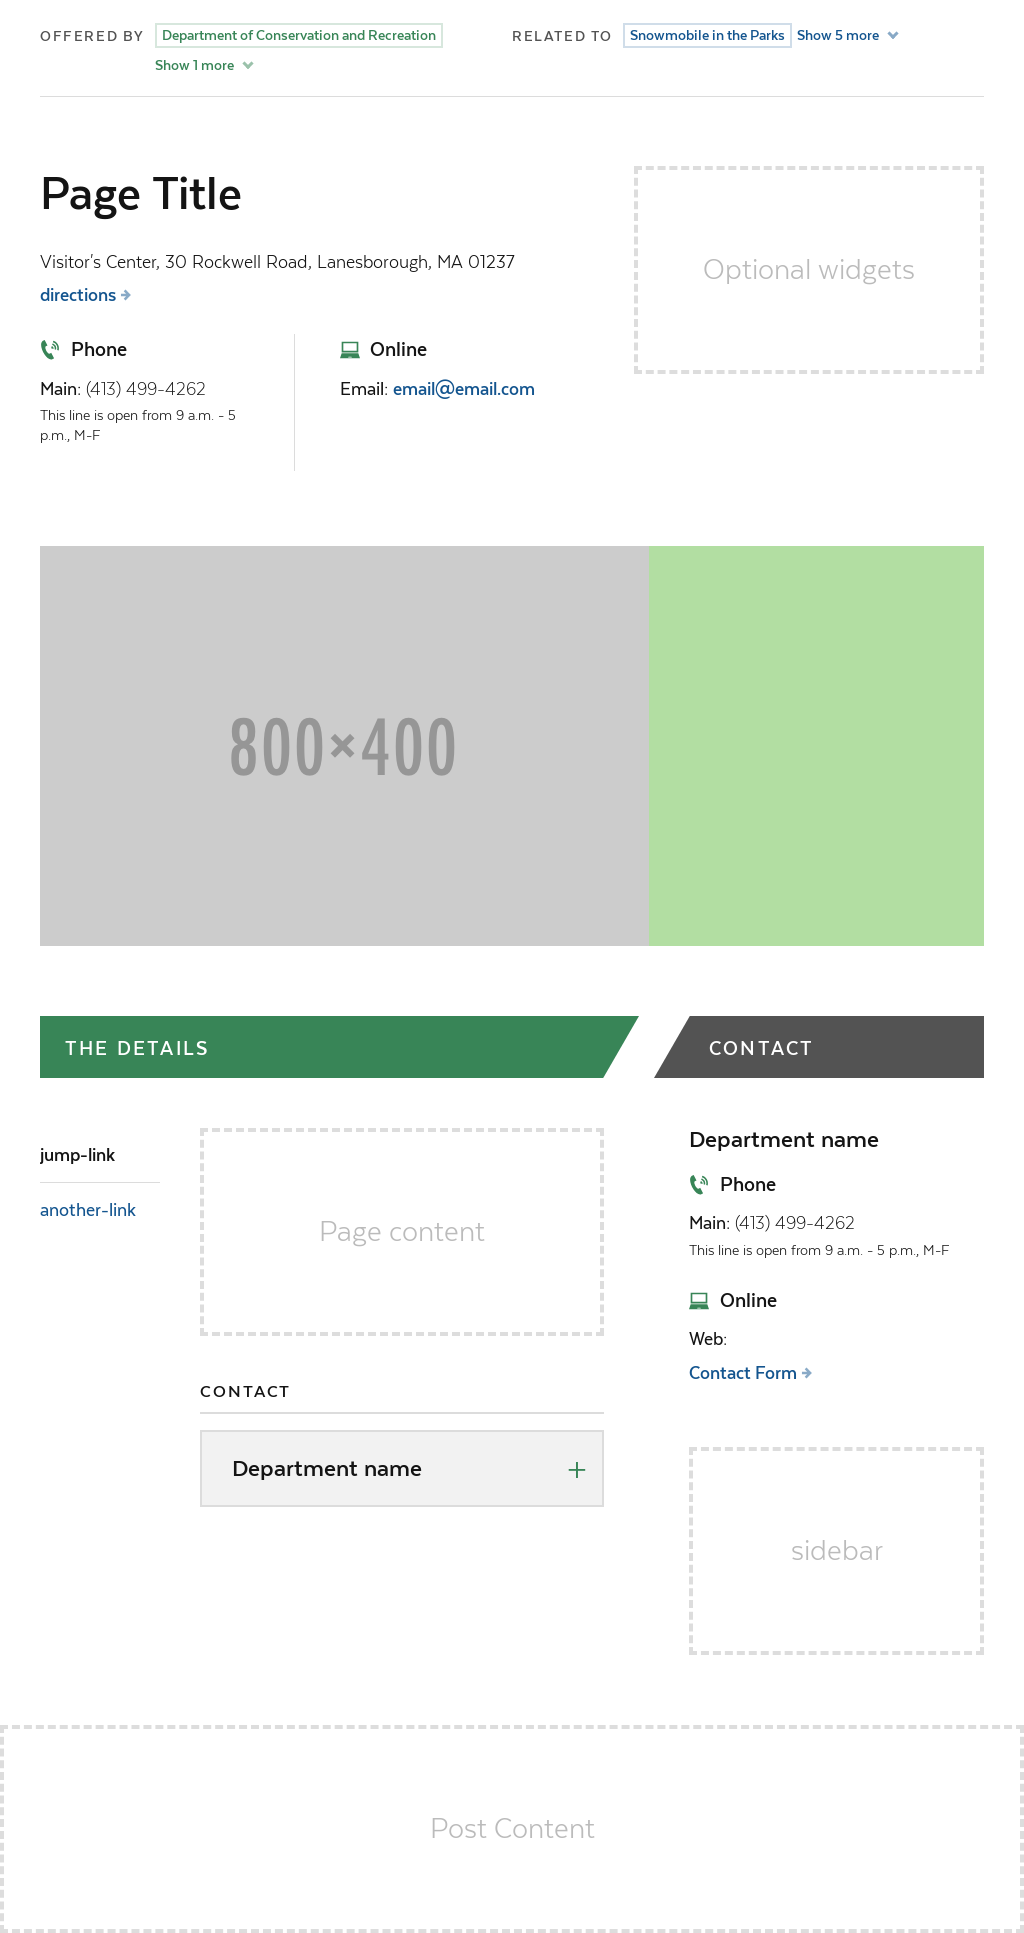 OFFERED BY Department of Conservation and Recreation
Show 1 more
RELATED TO Snowmobile in the Parks Show 5 more
Page Title
Visitor's Center, 30 Rockwell Road, Lanesborough, MA 01237
directions
Optional widgets
Phone
Main: (413) 499-4262
This line is open from 9 a.m. - 5
p.m., M-F
Online
Email: email@email.com
800×400
THE DETAILS
CONTACT
jump-link
another-link
Page content
CONTACT
Department name
Department name
Phone
Main: (413) 499-4262
This line is open from 9 a.m. - 5 p.m., M-F
Online
Web:
Contact Form
sidebar
Post Content